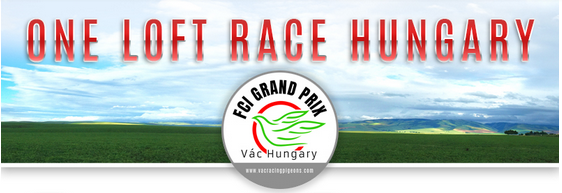 ONE LOFT RACE HUNGARY
FCI GRAND PRIX
Vác Hungary
www.vacracingpigeons.com